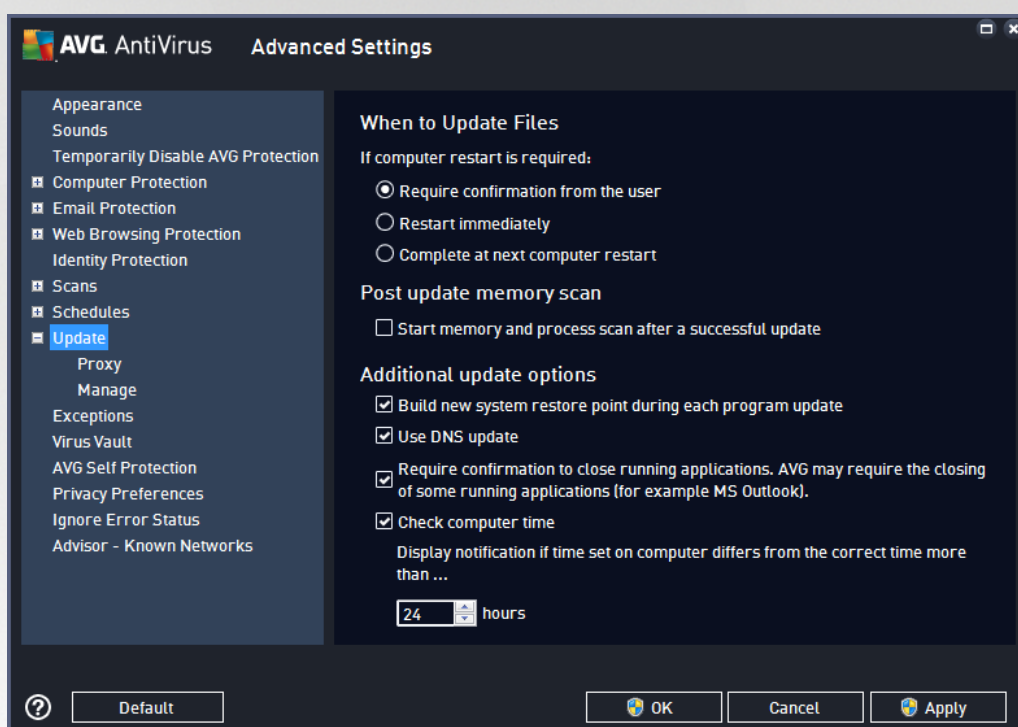 AVG. AntiVirus Advanced Settings
Appearance
Sounds
Temporarily Disable AVG Protection
Computer Protection
Email Protection
Web Browsing Protection
Identity Protection
Scans
Schedules
Update
Proxy
Manage
Exceptions
Virus Vault
AVG Self Protection
Privacy Preferences
Ignore Error Status
Advisor - Known Networks
When to Update Files
If computer restart is required:
Require confirmation from the user
Restart immediately
Complete at next computer restart
Post update memory scan
Start memory and process scan after a successful update
Additional update options
Build new system restore point during each program update
Use DNS update
Require confirmation to close running applications. AVG may require the closing
of some running applications (for example MS Outlook).
Check computer time
Display notification if time set on computer differs from the correct time more
than ...
24 hours
? Default OK Cancel Apply